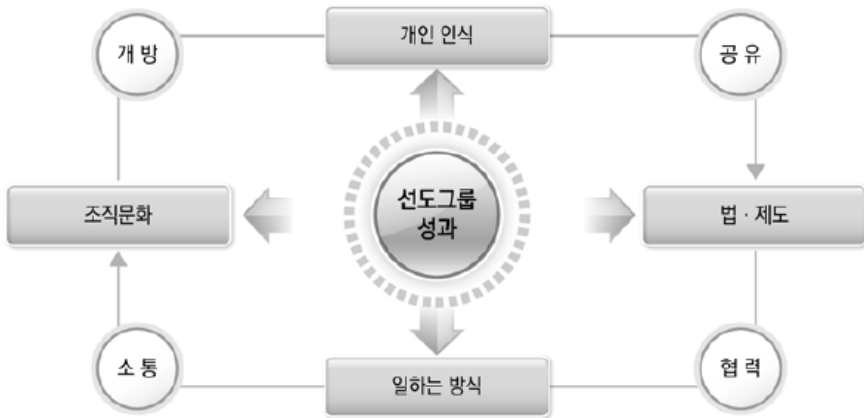 개인 인식
개 방
공 유
선도그룹
성과
조직문화
법 · 제도
소 통
협 력
일하는 방식